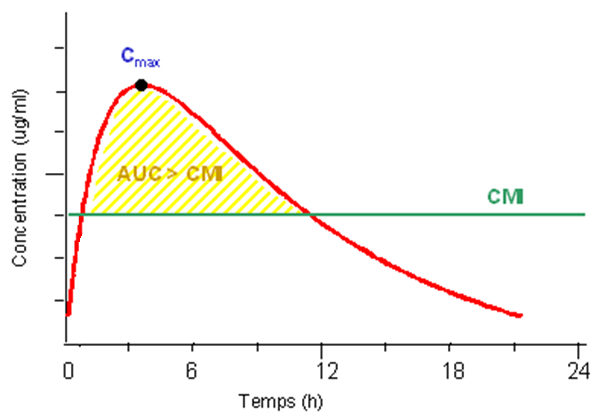 Cmax
Concentration (ug/ml)
AUC > CMI
CMI
0 6 12 18 24
Temps (h)